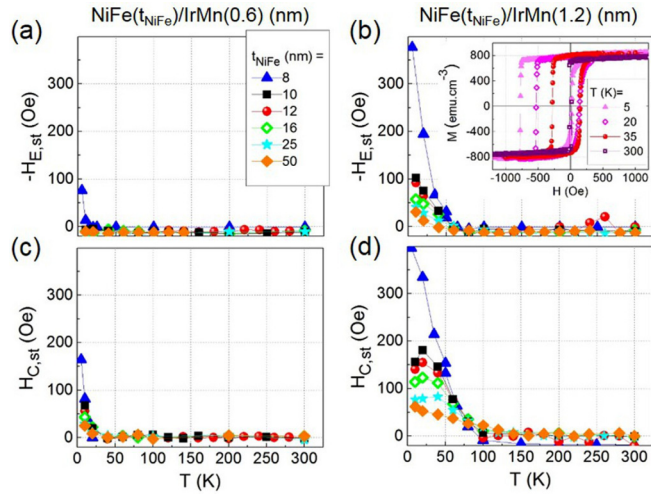 NiFe(tNiFe)/IrMn(0.6) (nm)
NiFe(tNiFe)/IrMn(1.2) (nm)
(a)
tNiFe (nm) =
8
10
12
16
25
50
300
200
100
0
-HE,st (Oe)
(b)
300
200
100
0
-HE,st (Oe)
800
400
0
-400
-800
M (emu.cm-3)
T (K)=
5
20
35
300
-1000 -500 0 500 1000
H (Oe)
(c)
300
200
100
0
HC,st (Oe)
0 50 100 150 200 250 300
T (K)
(d)
300
200
100
0
HC,st (Oe)
0 50 100 150 200 250 300
T (K)